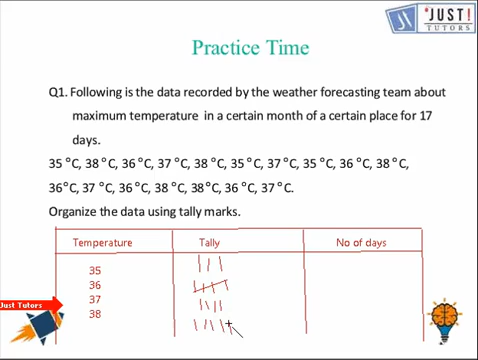 "JUST!
TUTORS
Practice Time
Q1. Following is the data recorded by the weather forecasting team about
maximum temperature in a certain month of a certain place for 17
days.
35 °C, 38 °C, 36 °C, 37 °C, 38 °C, 35 °C, 37 °C, 35 °C, 36 °C, 38 °C,
36°C, 37 °C, 36 °C, 38 °C, 38°C, 36 °C, 37 °C.
Organize the data using tally marks.
Temperature Tally No of days
35
36
37
38
Just Tutors